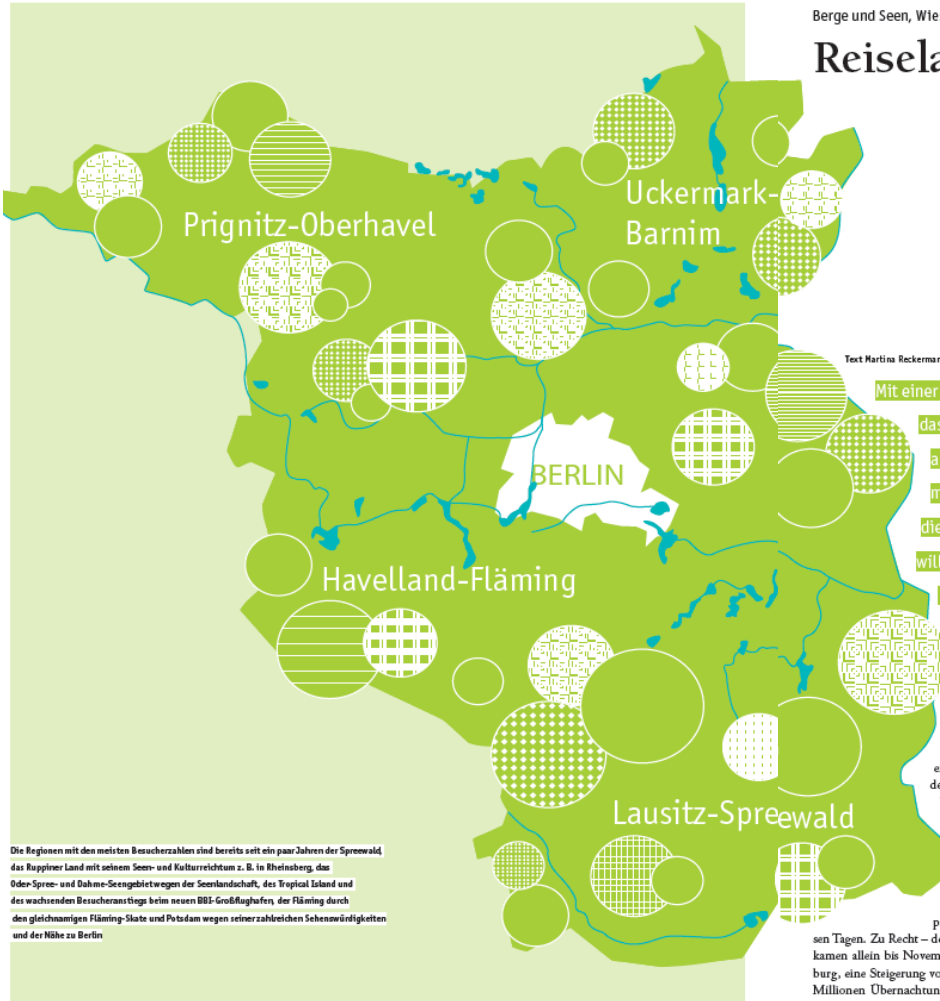 Berge und Seen, Wie
Reisela
Uckermark-
Barnim
Prignitz-Oberhavel
Text Martina Reckerman
Mit einer
das
BERLIN
die
will
Havelland-Fläming
Lausitz-Spreewald
Die Regionen mit den meisten Besucherzahlen sind bereits seit ein paar Jahren der Spreewald,
das Ruppiner Land mit seinem Seen- und Kulturreichtum z. B. in Rheinsberg, das
Oder-Spree- und Dahme-Seengebiet wegen der Seenlandschaft, des Tropical Island und
des wachsenden Besucheranstiegs beim neuen BBI-Großflughafen, der Fläming durch
den gleichnamigen Fläming-Skate und Potsdam wegen seiner zahlreichen Sehenswürdigkeiten
und der Nähe zu Berlin
sen Tagen. Zu Recht – de
kamen allein bis Novem
burg, eine Steigerung vo
Millionen Übernachtun